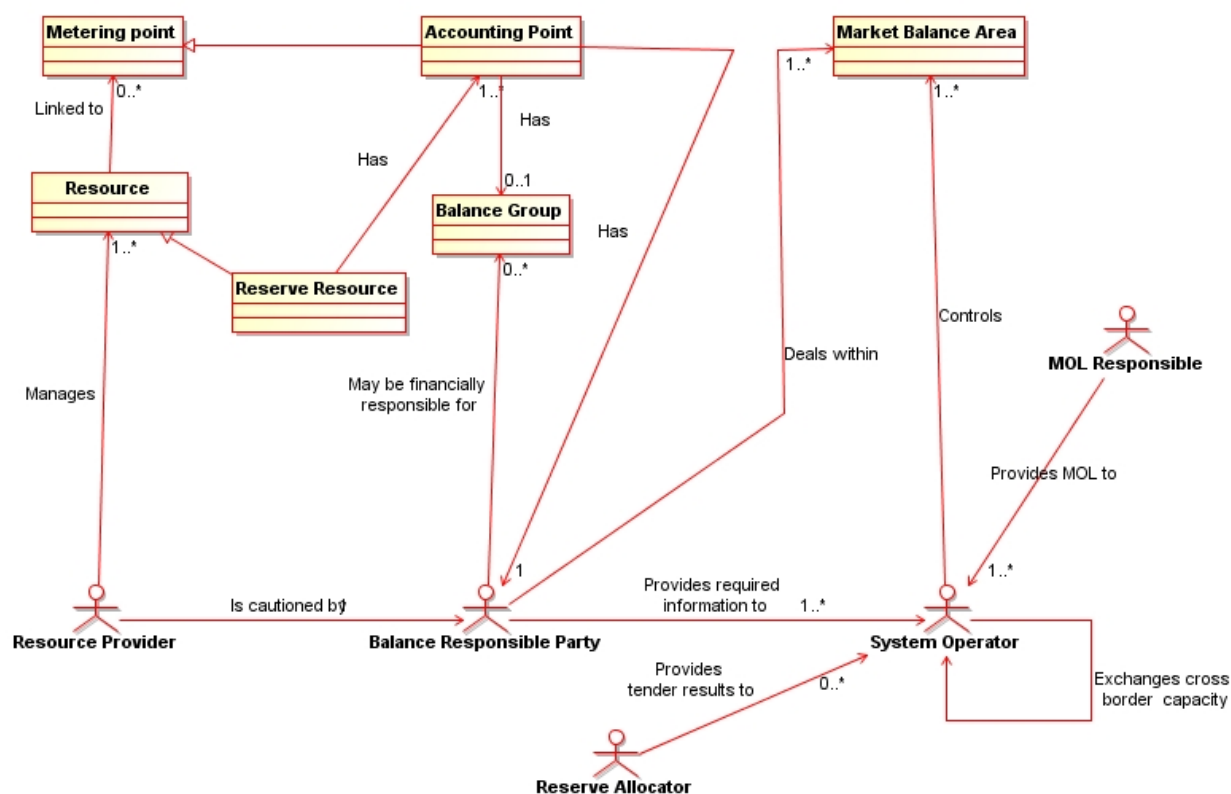 Metering point
Accounting Point
Market Balance Area
0..*
1..*
1..*
1..*
Linked to
Has
Has
Resource
0..1
Balance Group
Has
1..*
0..*
Reserve Resource
Controls
Deals within
MOL Responsible
Manages
May be financially
responsible for
Provides MOL to
1
1..*
Is cautioned by
1
Provides required
information to
1..*
Resource Provider
Balance Responsible Party
System Operator
Provides
tender results to
0..*
Exchanges cross
border capacity
Reserve Allocator